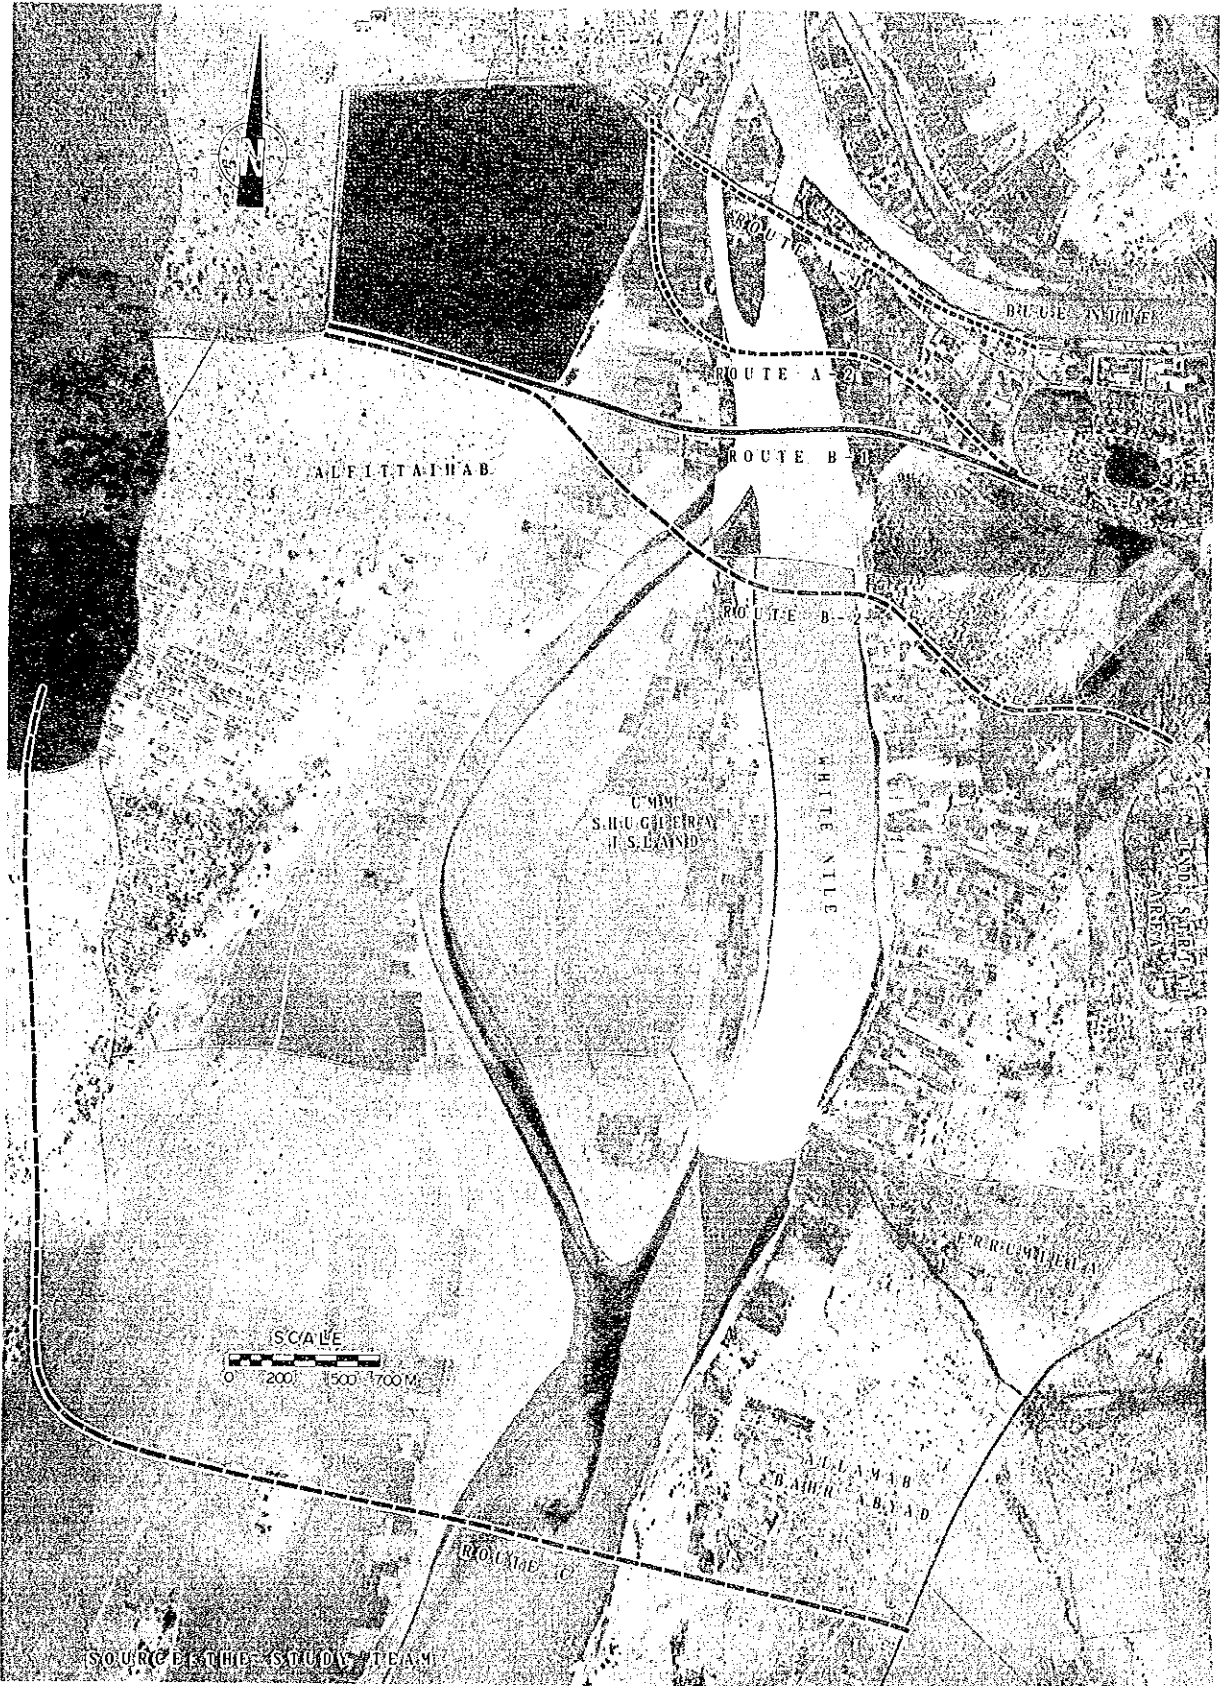 N
ROUTE
BLUE NILE
ROUTE A-2
ALFITTAIHAB
ROUTE B-1
ROUTE B-2
UMM
SHUGEIRA
ISLAND
WHITE NILE
ERRUMIELA
SCALE
0 200 500 700 M
ALLAMAB
BAHR ABYAD
ROUTE C
SOURCE: THE STUDY TEAM